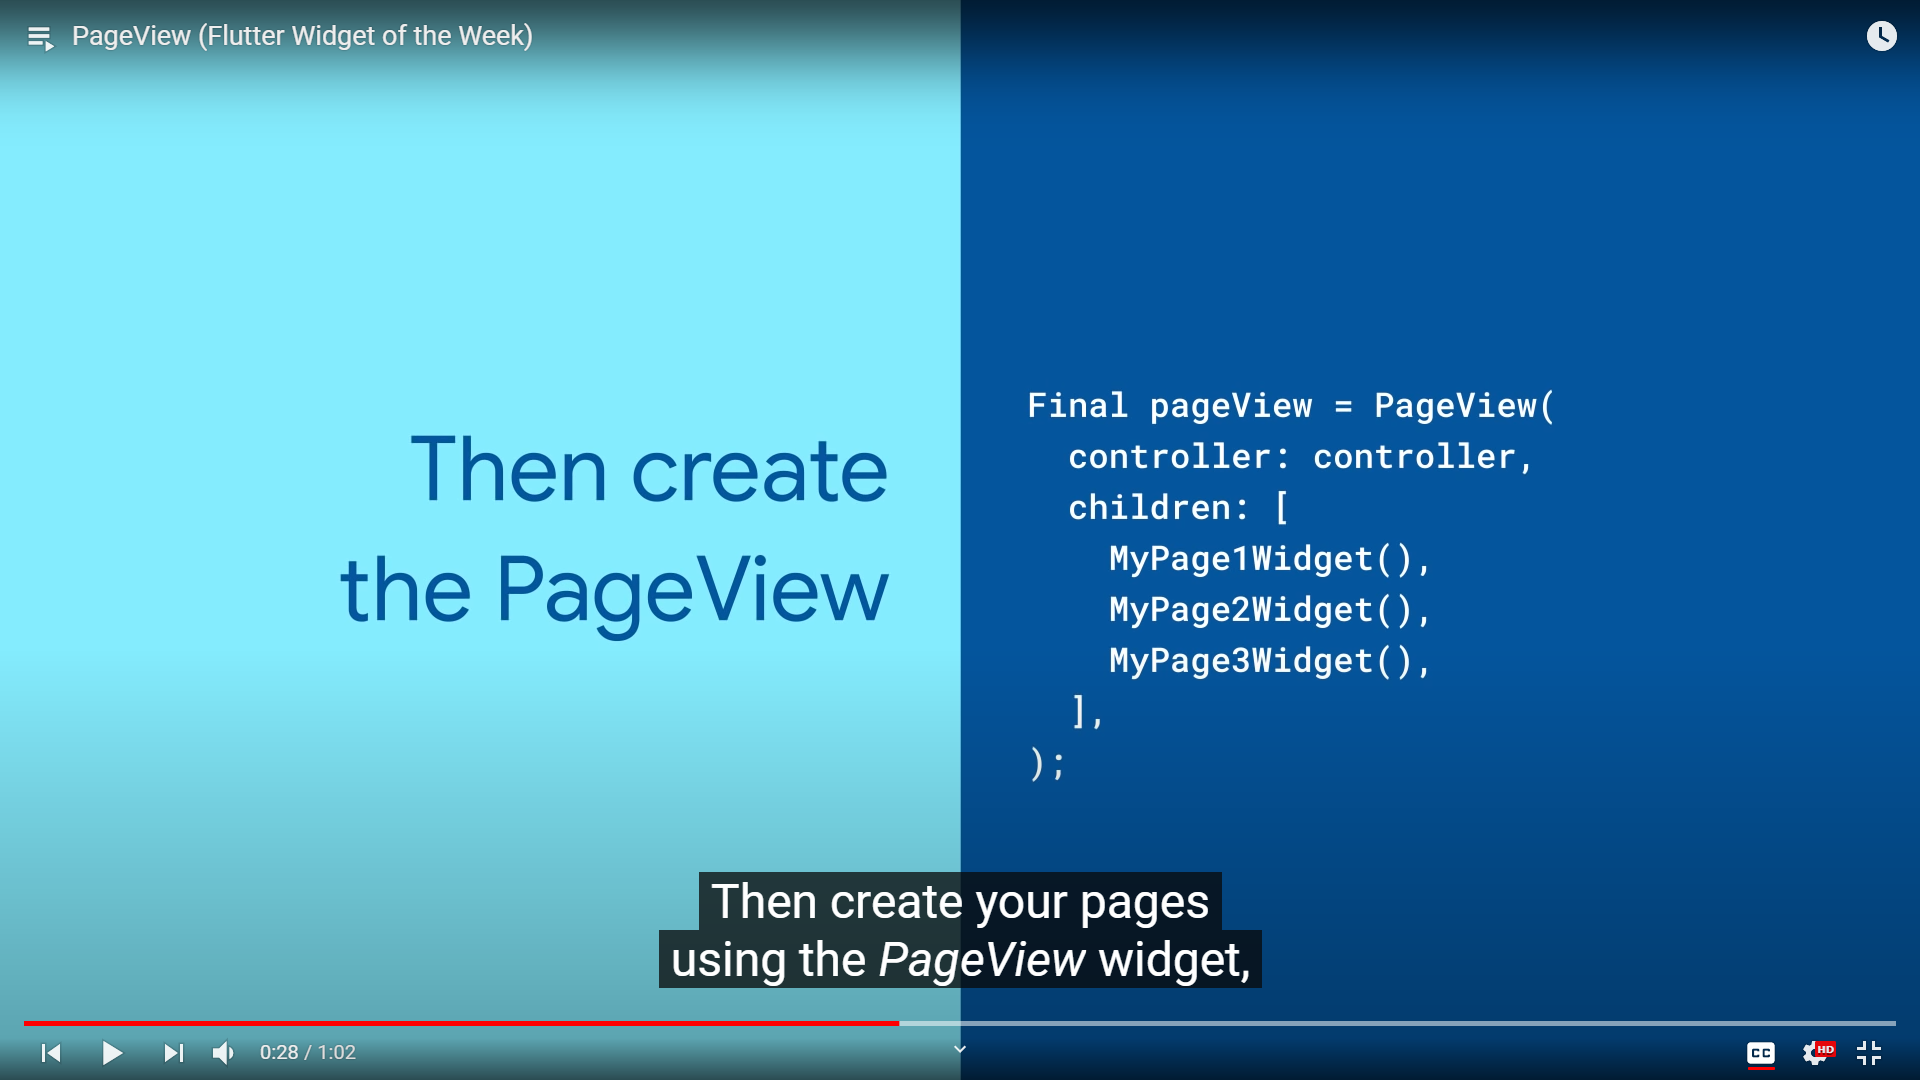 PageView (Flutter Widget of the Week)
Then create
the PageView
Final pageView = PageView(
  controller: controller,
  children: [
    MyPage1Widget(),
    MyPage2Widget(),
    MyPage3Widget(),
  ],
);
Then create your pages
using the PageView widget,
0:28 / 1:02
CC
HD